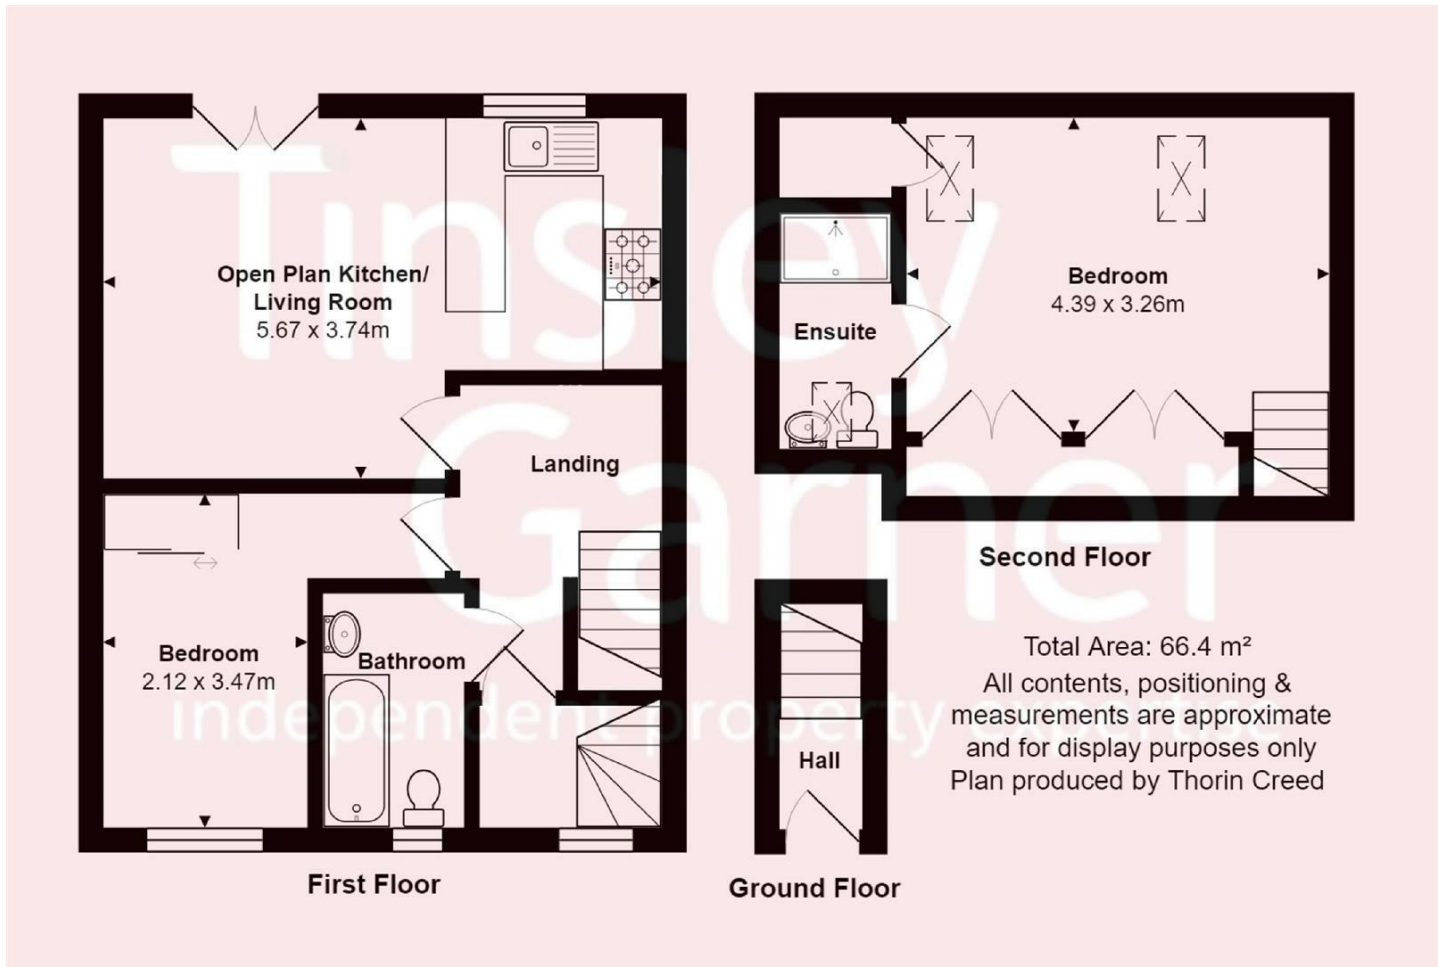 Tinsley
Garner
independent property expertise
Open Plan Kitchen/
Living Room
5.67 x 3.74m
Landing
Bedroom
2.12 x 3.47m
Bathroom
First Floor
Bedroom
4.39 x 3.26m
Ensuite
Second Floor
Hall
Ground Floor
Total Area: 66.4 m²
All contents, positioning &
measurements are approximate
and for display purposes only
Plan produced by Thorin Creed